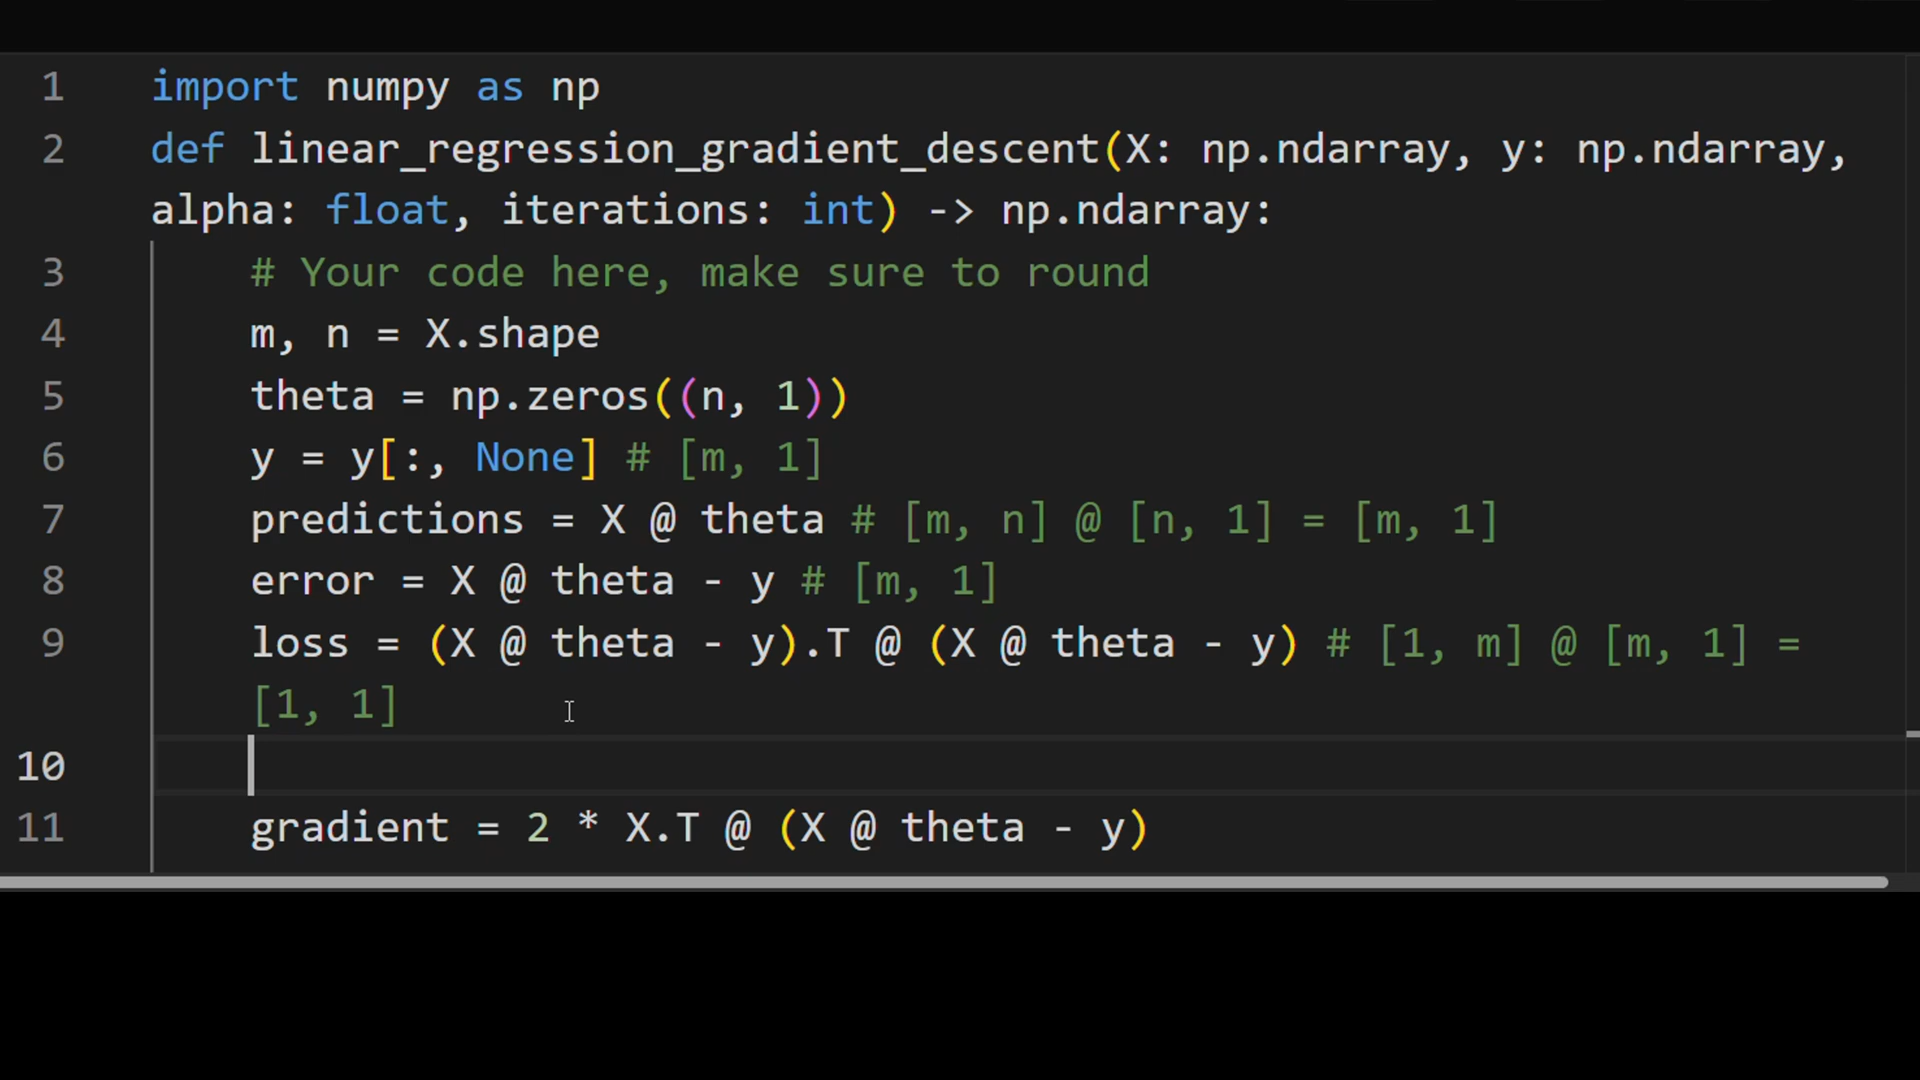 1 import numpy as np
2 def linear_regression_gradient_descent(X: np.ndarray, y: np.ndarray,
alpha: float, iterations: int) -> np.ndarray:
3 # Your code here, make sure to round
4 m, n = X.shape
5 theta = np.zeros((n, 1))
6 y = y[:, None] # [m, 1]
7 predictions = X @ theta # [m, n] @ [n, 1] = [m, 1]
8 error = X @ theta - y # [m, 1]
9 loss = (X @ theta - y).T @ (X @ theta - y) # [1, m] @ [m, 1] =
[1, 1]
10
11 gradient = 2 * X.T @ (X @ theta - y)